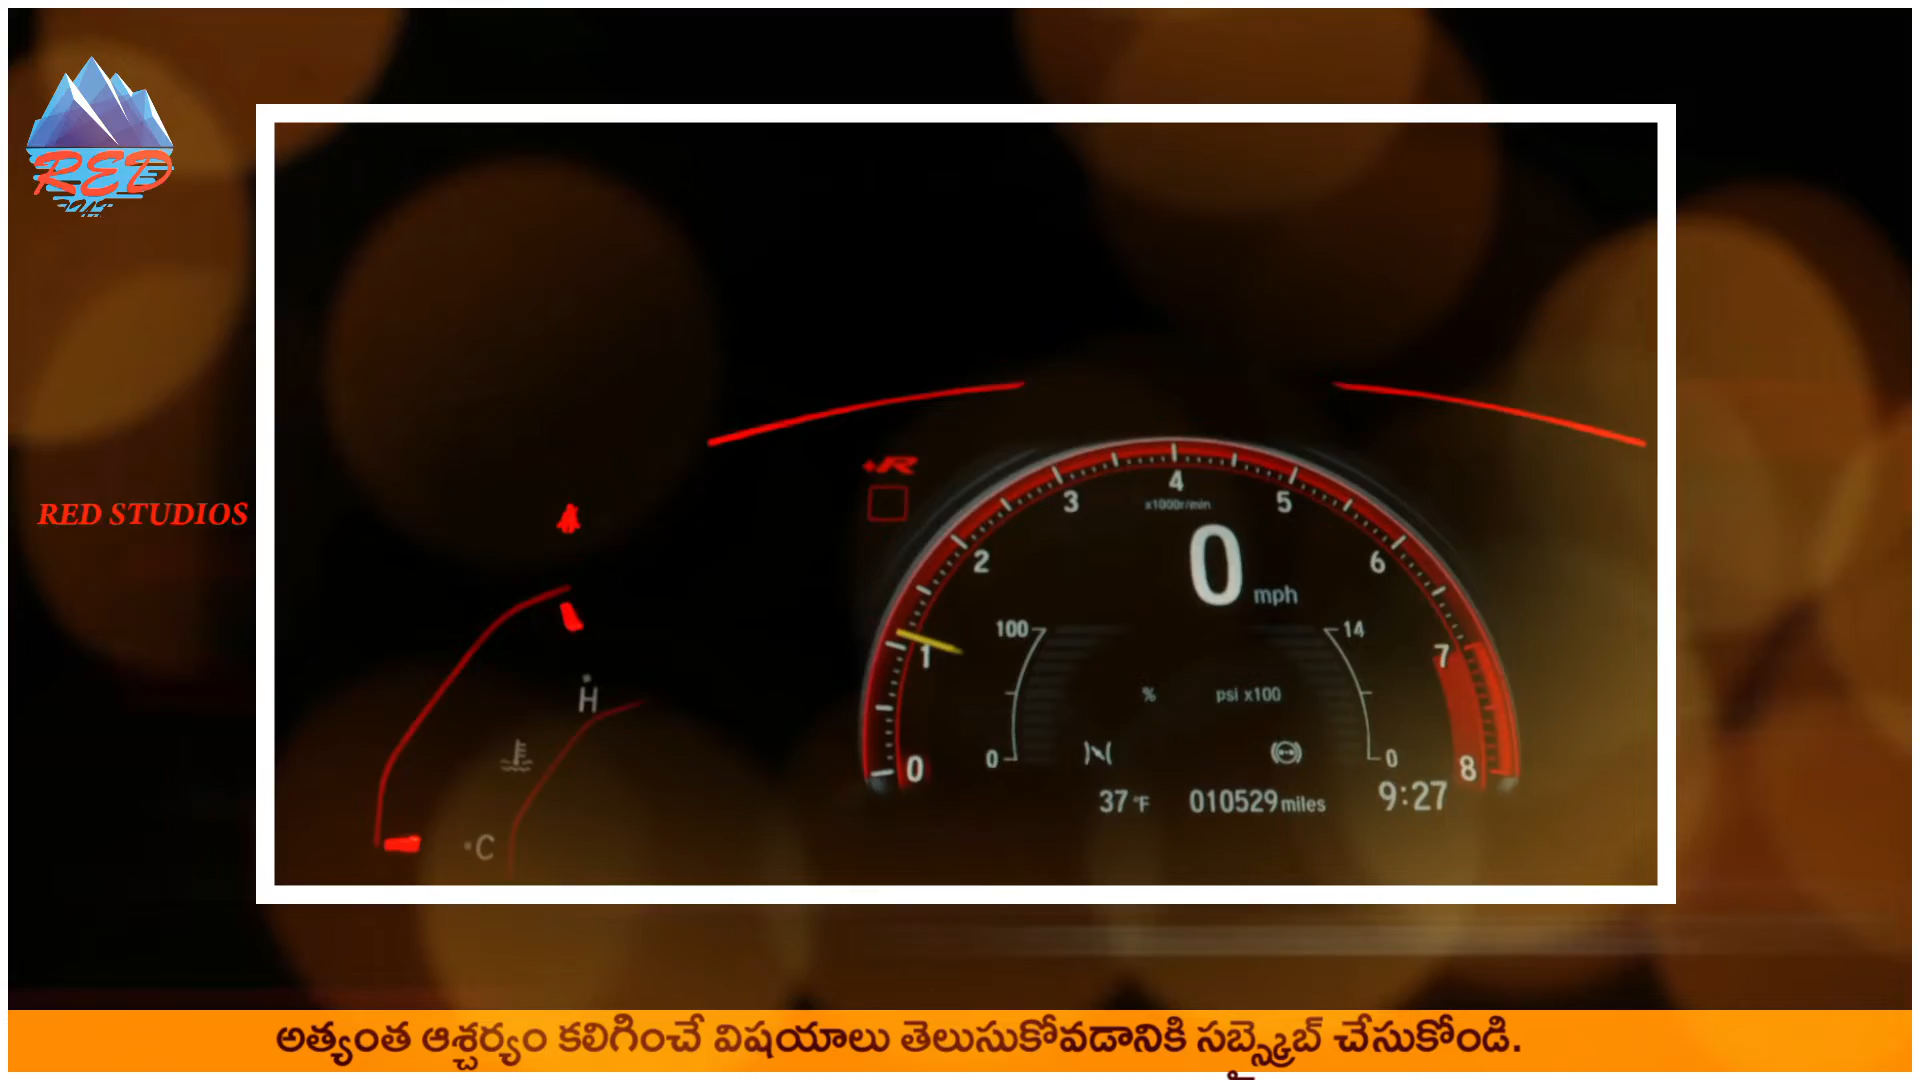 RED
RED STUDIOS
+R
4
3
5
x1000r/min
2
6
0 mph
100
14
1
7
H
%
psi x100
0
0
0
8
37 °F
010529 miles
9:27
C
అత్యంత ఆశ్చర్యం కలిగించే విషయాలు తెలుసుకోవడానికి సబ్స్క్రైబ్ చేసుకోండి.